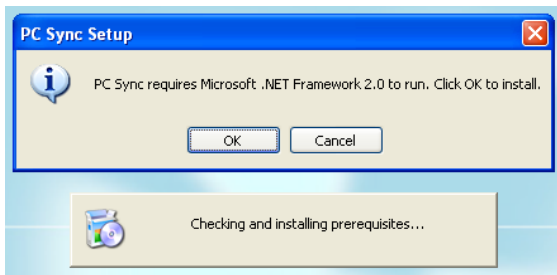 PC Sync Setup
PC Sync requires Microsoft .NET Framework 2.0 to run. Click OK to install.
OK Cancel
Checking and installing prerequisites...